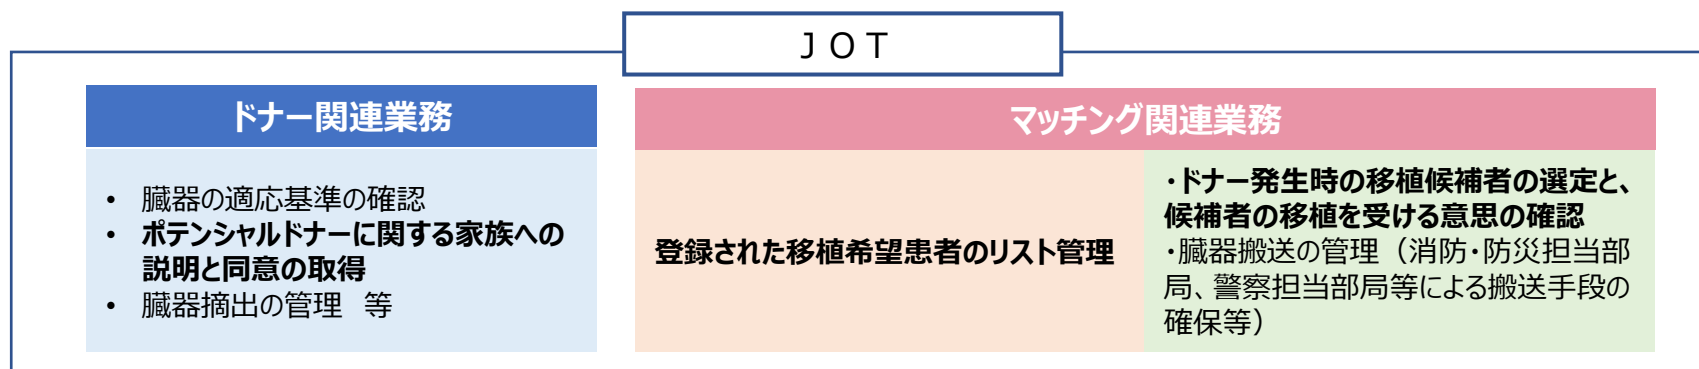 ＪＯＴ
ドナー関連業務
• 臓器の適応基準の確認
• ポテンシャルドナーに関する家族への
説明と同意の取得
• 臓器摘出の管理　等
マッチング関連業務
登録された移植希望患者のリスト管理
・ドナー発生時の移植候補者の選定と、
候補者の移植を受ける意思の確認
・臓器搬送の管理（消防・防災担当部
局、警察担当部局等による搬送手段の
確保等）